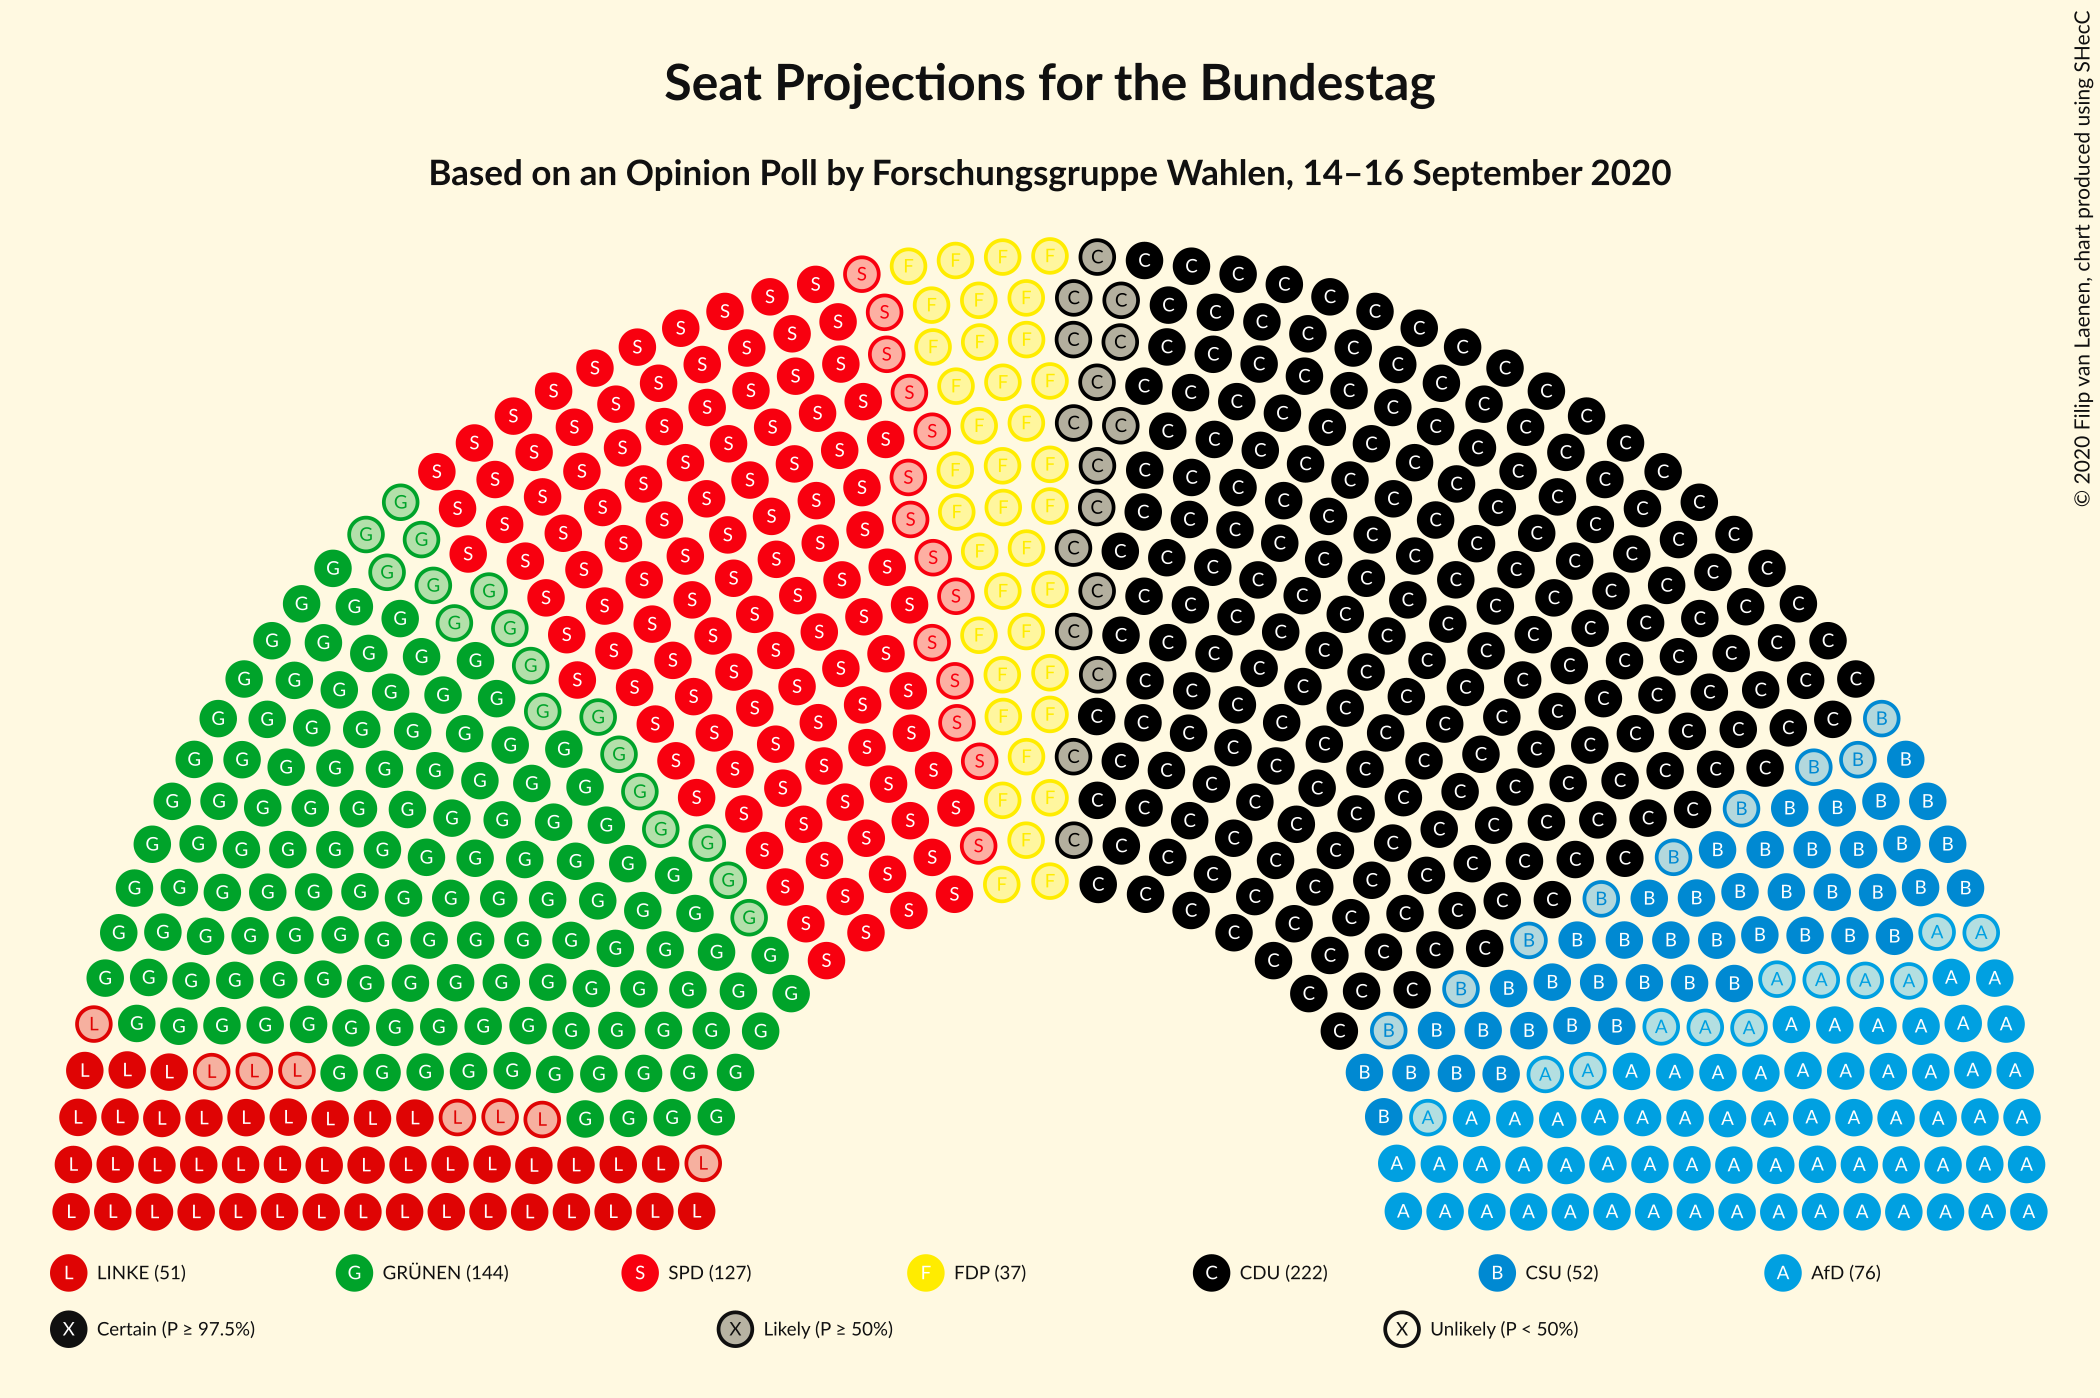 Seat Projections for the Bundestag
Based on an Opinion Poll by Forschungsgruppe Wahlen, 14–16 September 2020
© 2020 Filip van Laenen, chart produced using SHecC
L LINKE (51) G GRÜNEN (144) S SPD (127) F FDP (37) C CDU (222) B CSU (52) A AfD (76)
X Certain (P ≥ 97.5%) X Likely (P ≥ 50%) X Unlikely (P < 50%)